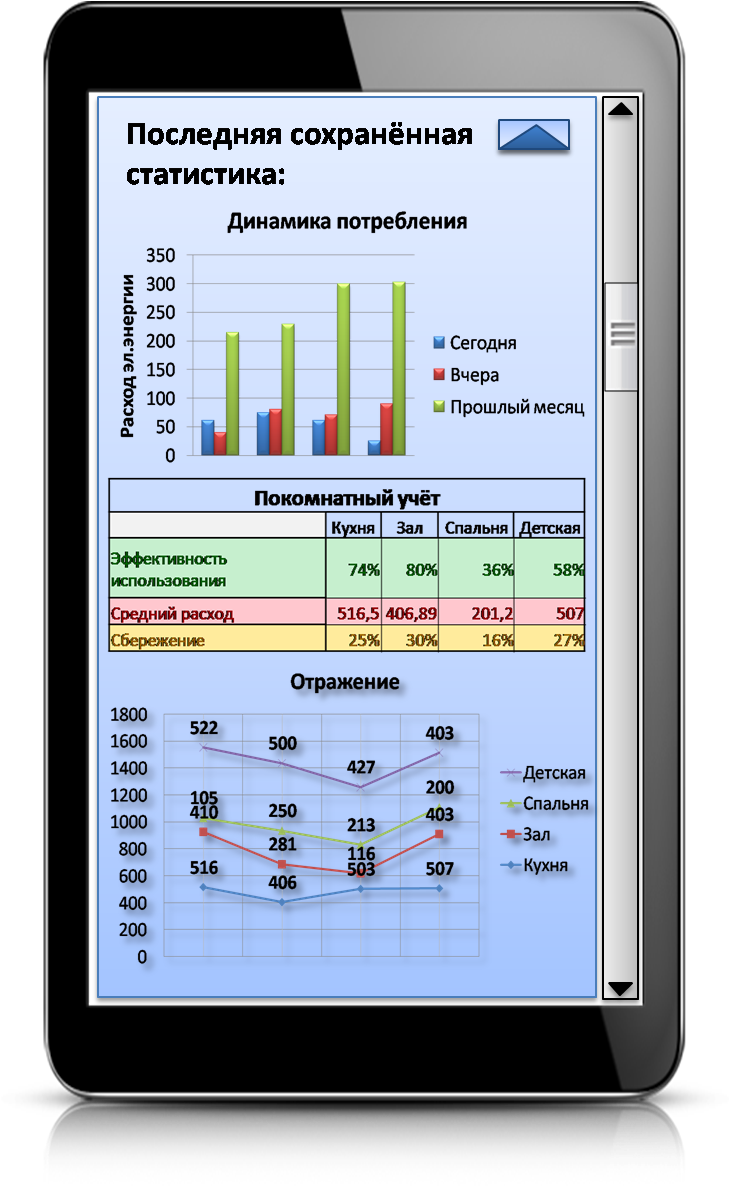 Последняя сохранённая
статистика:
Динамика потребления
Расход эл.энергии
350
300
250
200
150
100
50
0
Сегодня
Вчера
Прошлый месяц
Покомнатный учёт
Кухня Зал Спальня Детская
Эффективность
использования
74% 80% 36% 58%
Средний расход 516,5 406,89 201,2 507
Сбережение 25% 30% 16% 27%
Отражение
1800
1600
1400
1200
1000
800
600
400
200
0
522 500 427 403
105 250 213 200
410 281 116 403
516 406 503 507
Детская
Спальня
Зал
Кухня